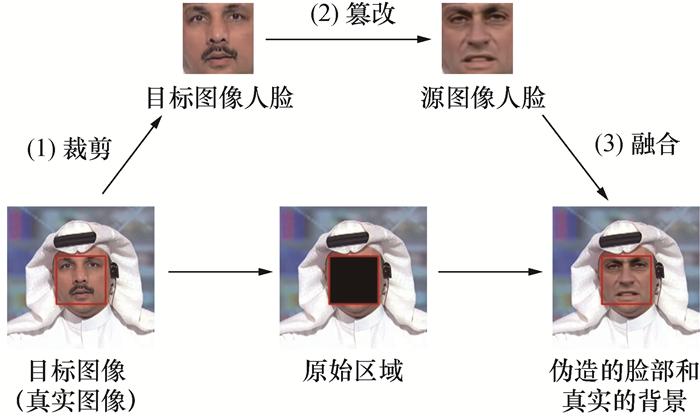 (2) 篡改
目标图像人脸
源图像人脸
(1) 裁剪
(3) 融合
目标图像
（真实图像）
原始区域
伪造的脸部和
真实的背景